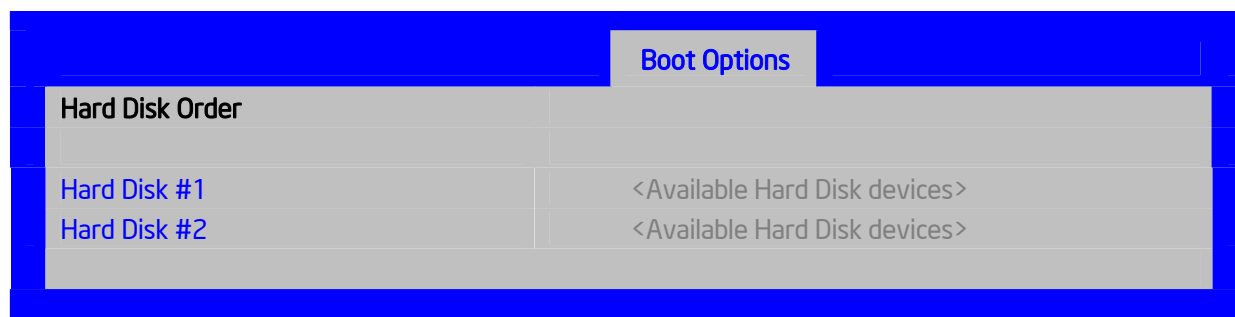 Boot Options
Hard Disk Order
Hard Disk #1 <Available Hard Disk devices>
Hard Disk #2 <Available Hard Disk devices>